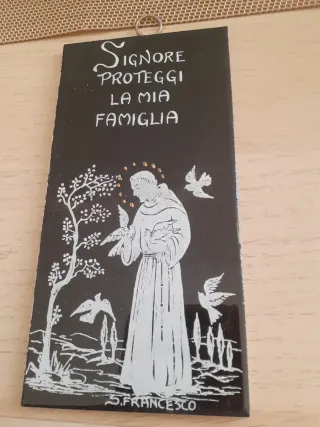 SIGNORE
PROTEGGI
LA MIA
FAMIGLIA
S.FRANCESCO